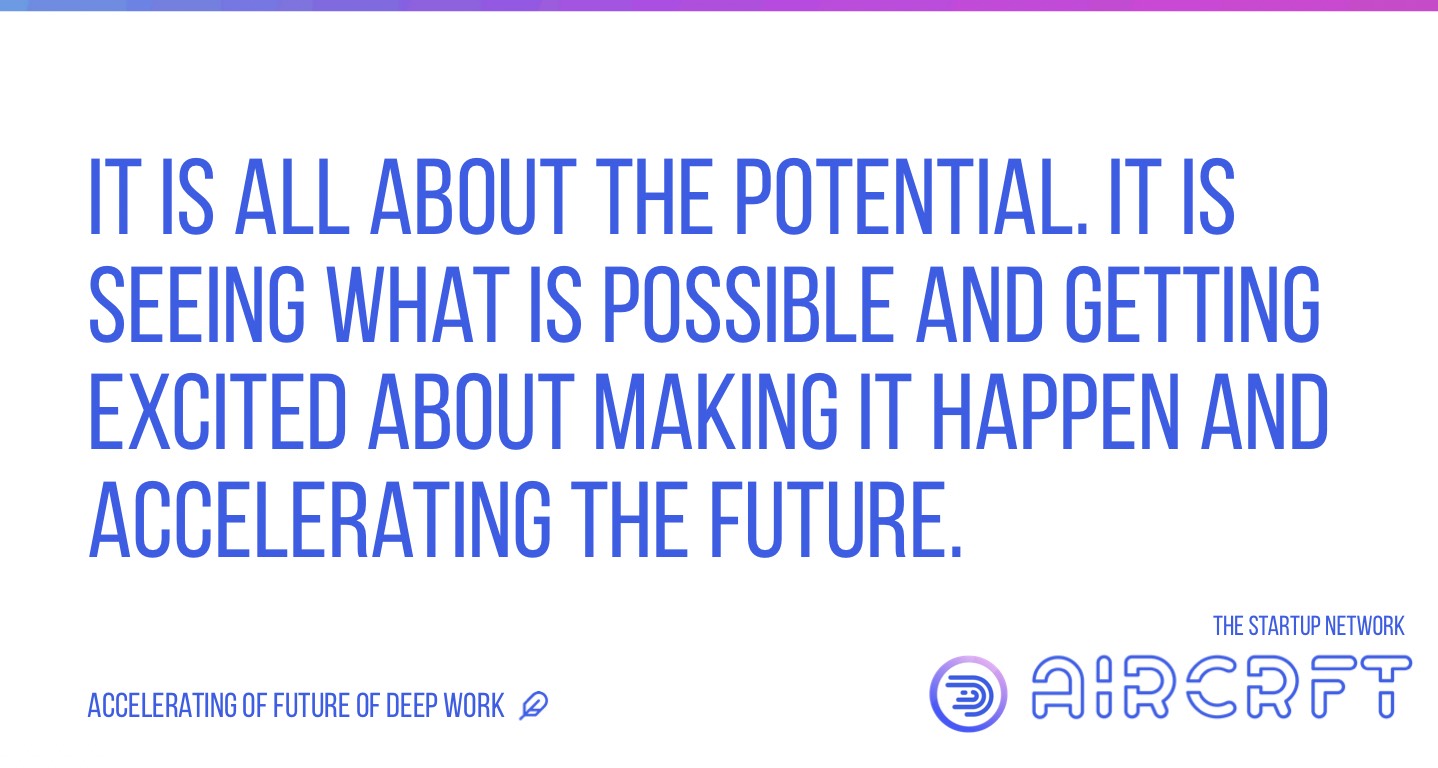 IT IS ALL ABOUT THE POTENTIAL. IT IS
SEEING WHAT IS POSSIBLE AND GETTING
EXCITED ABOUT MAKING IT HAPPEN AND
ACCELERATING THE FUTURE.
THE STARTUP NETWORK
AIRCRFT
ACCELERATING OF FUTURE OF DEEP WORK